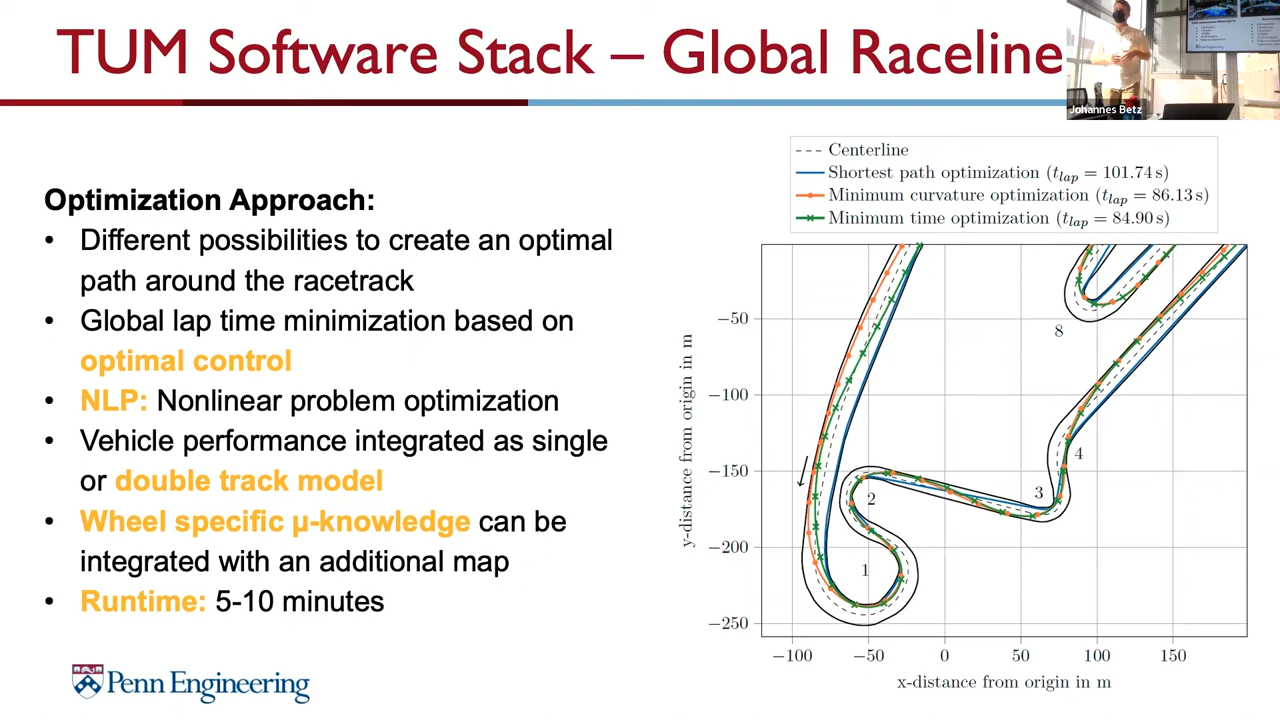 TUM Software Stack – Global Raceline
Johannes Betz
Optimization Approach:
• Different possibilities to create an optimal
path around the racetrack
• Global lap time minimization based on
optimal control
• NLP: Nonlinear problem optimization
• Vehicle performance integrated as single
or double track model
• Wheel specific µ-knowledge can be
integrated with an additional map
• Runtime: 5-10 minutes
Penn Engineering
Centerline
Shortest path optimization (t_lap = 101.74 s)
Minimum curvature optimization (t_lap = 86.13 s)
Minimum time optimization (t_lap = 84.90 s)
y-distance from origin in m
−50
−100
−150
−200
−250
8
4
3
2
1
−100 −50 0 50 100 150
x-distance from origin in m